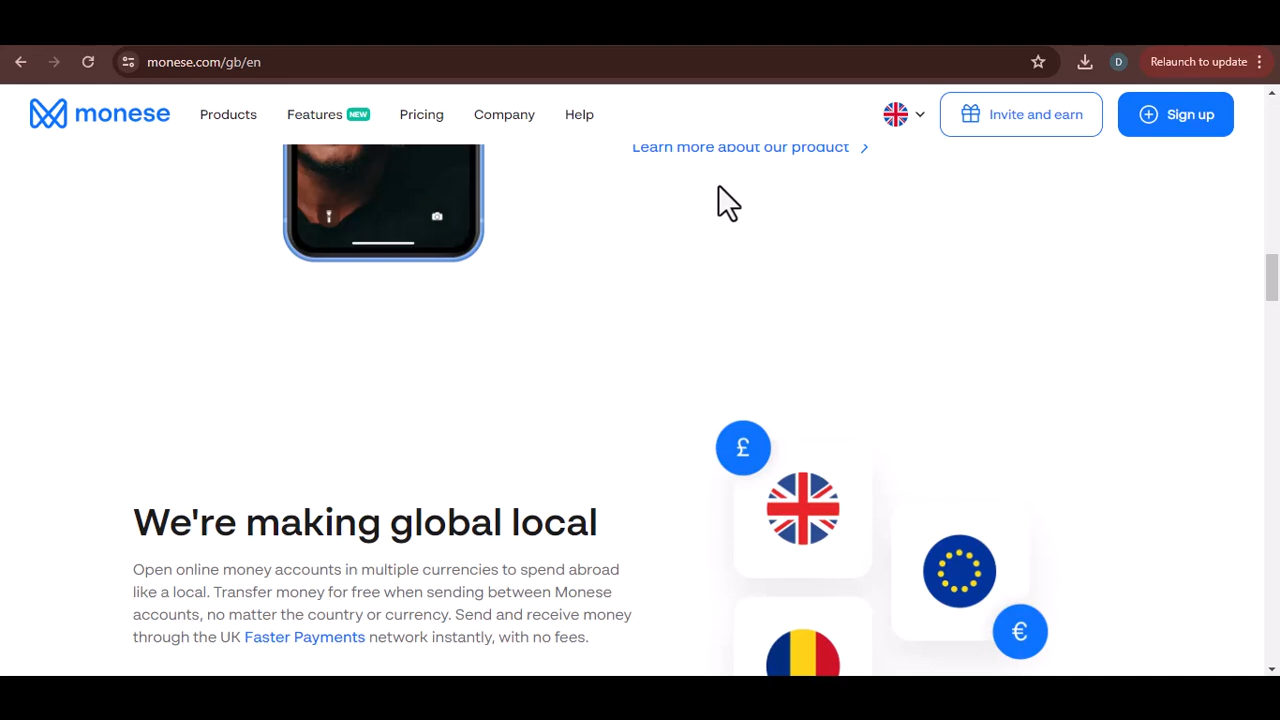 monese.com/gb/en
D
Relaunch to update
monese
Products
Features NEW
Pricing
Company
Help
Invite and earn
Sign up
Learn more about our product
£
We're making global local
Open online money accounts in multiple currencies to spend abroad
like a local. Transfer money for free when sending between Monese
accounts, no matter the country or currency. Send and receive money
through the UK Faster Payments network instantly, with no fees.
€